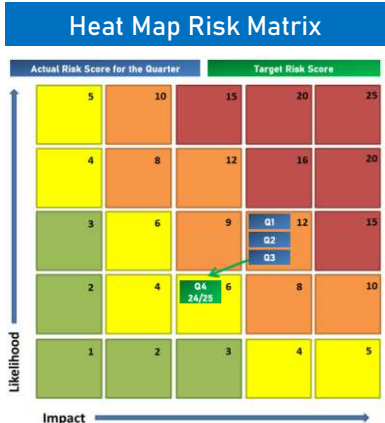 Heat Map Risk Matrix
Actual Risk Score for the Quarter
Target Risk Score
5 10 15 20 25
4 8 12 16 20
3 6 9 Q1 12 15
Q2
Q3
2 4 Q4 6 8 10
24/25
1 2 3 4 5
Likelihood
Impact